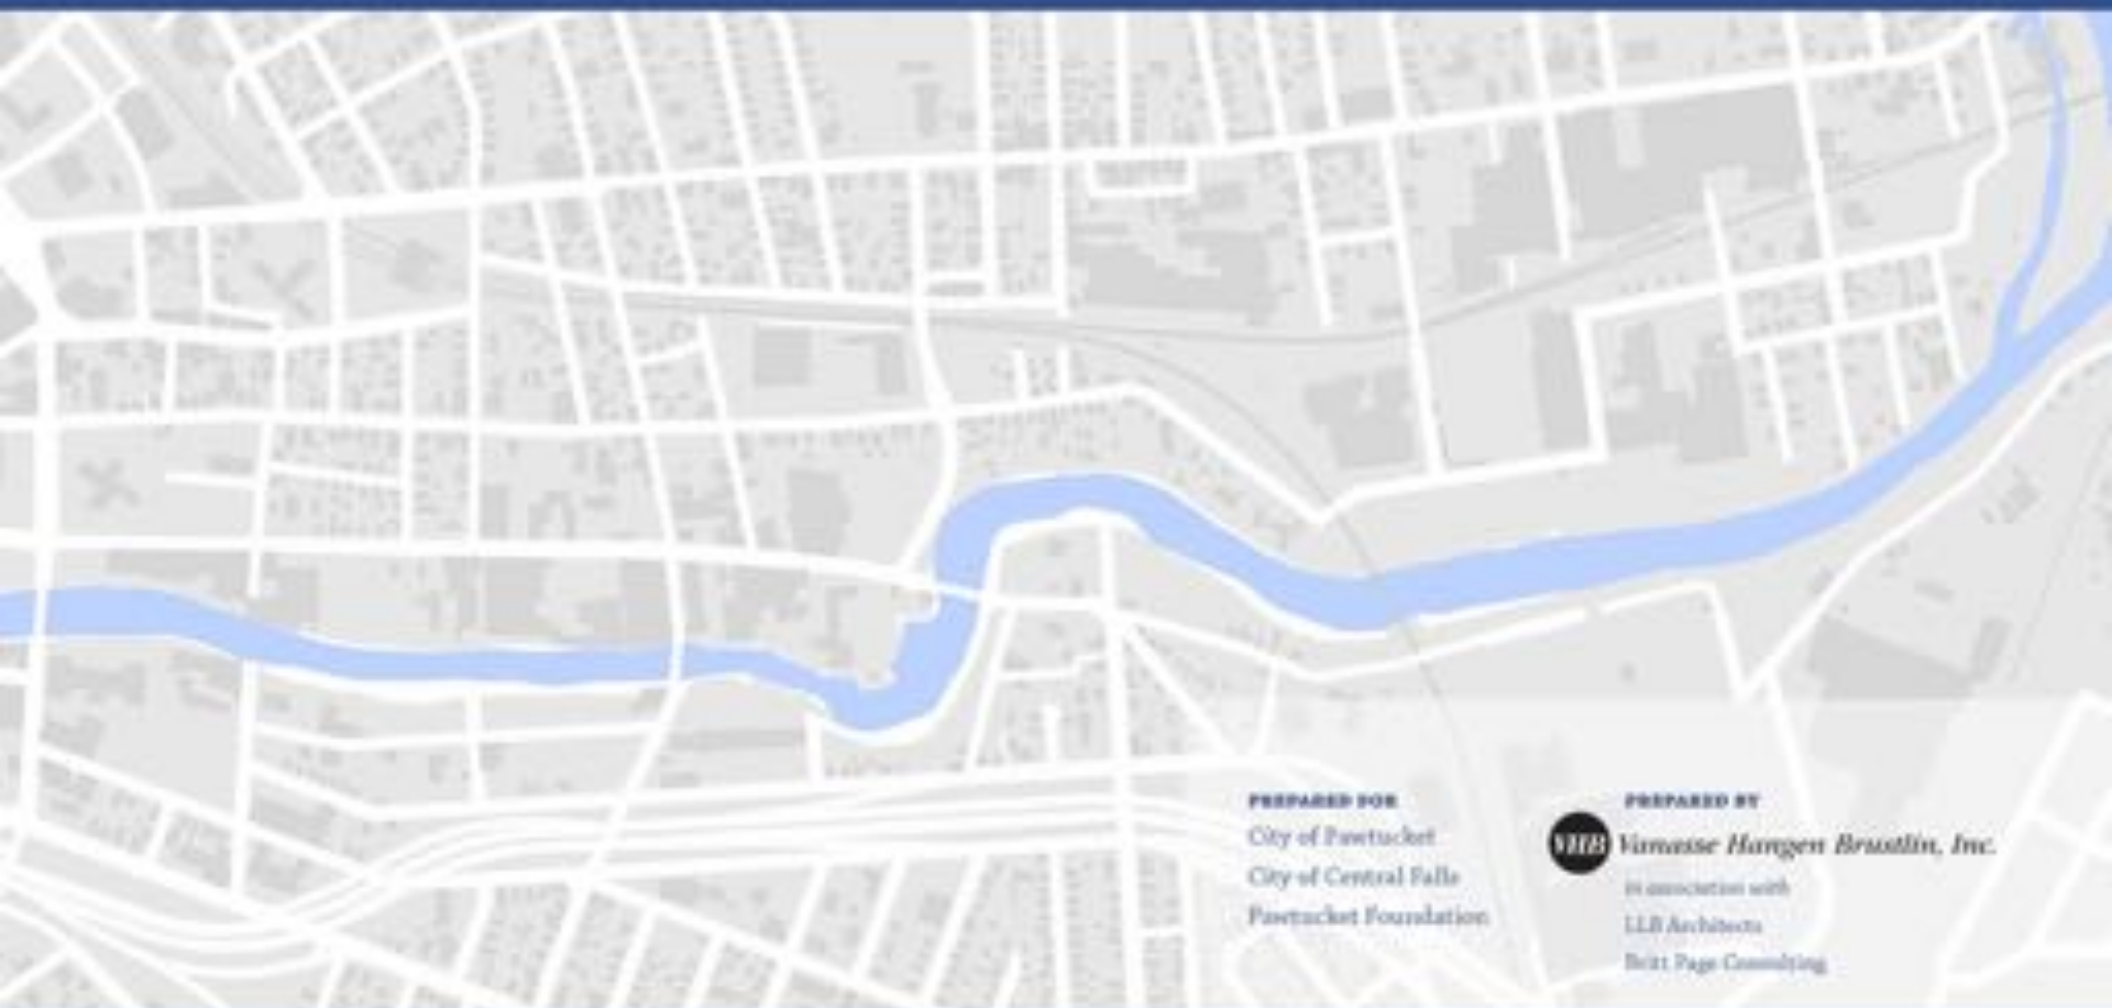 PREPARED FOR
City of Pawtucket
City of Central Falls
Pawtucket Foundation
PREPARED BY
VHB Vanasse Hangen Brustlin, Inc.
in association with
LLB Architects
Britt Page Consulting